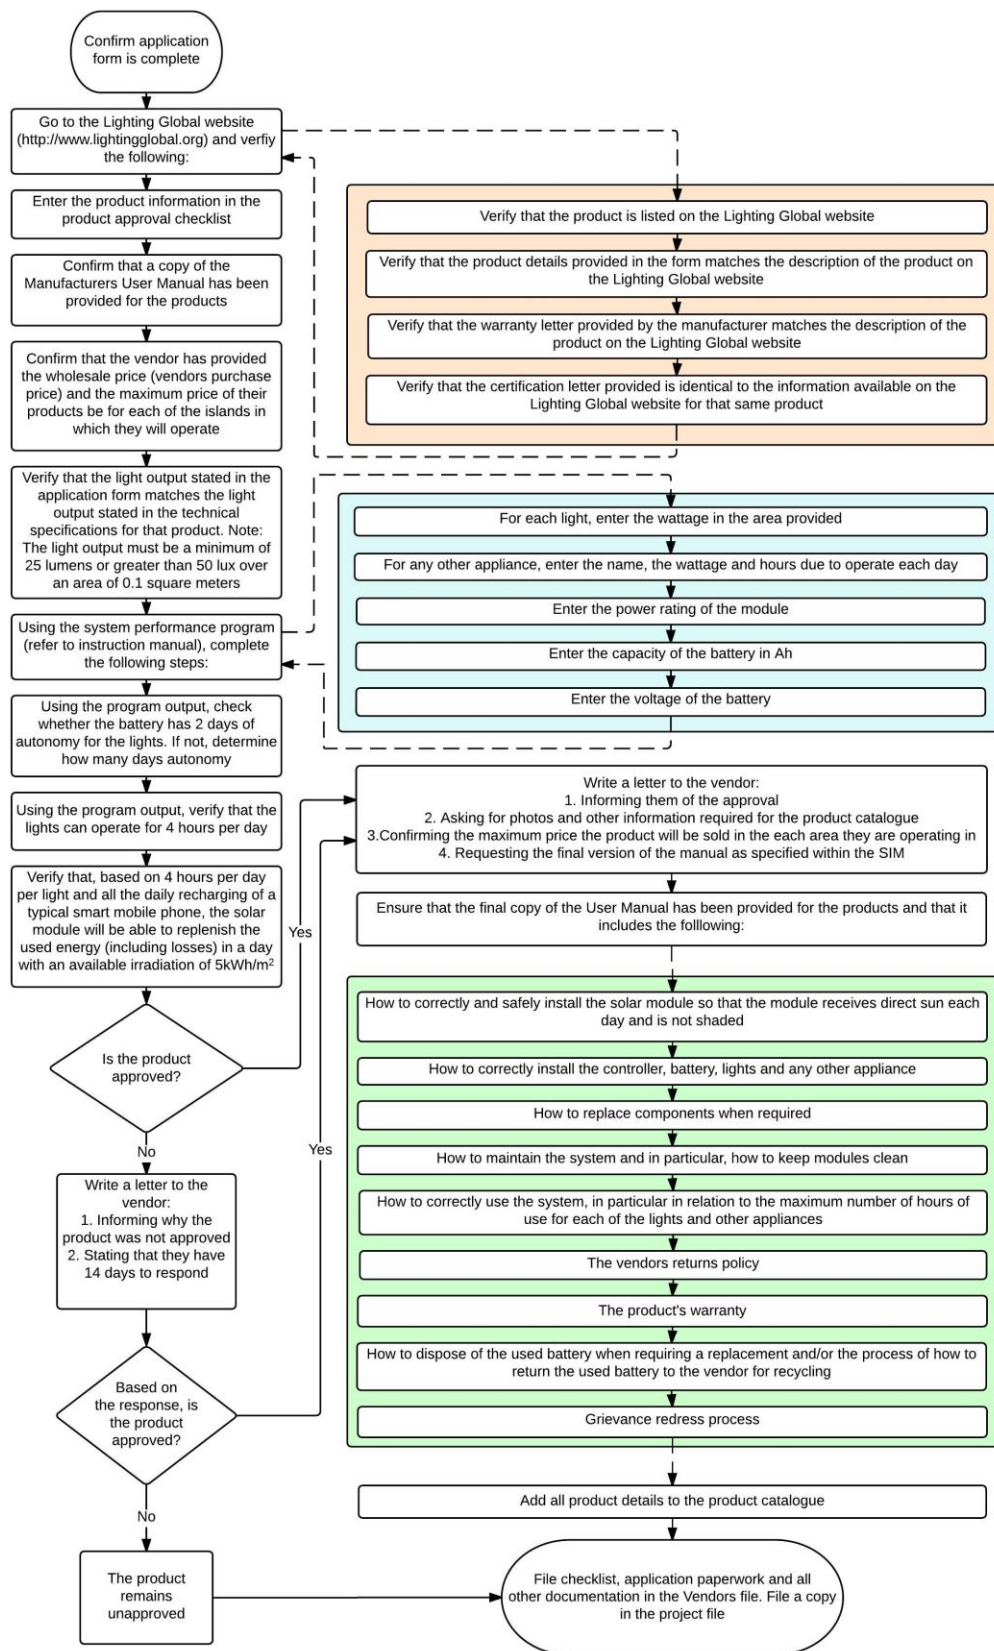 Confirm application
form is complete
Go to the Lighting Global website
(http://www.lightingglobal.org) and verfiy
the following:
Enter the product information in the
product approval checklist
Confirm that a copy of the
Manufacturers User Manual has been
provided for the products
Confirm that the vendor has provided
the wholesale price (vendors purchase
price) and the maximum price of their
products be for each of the islands in
which they will operate
Verify that the light output stated in the
application form matches the light
output stated in the technical
specifications for that product. Note:
The light output must be a minimum of
25 lumens or greater than 50 lux over
an area of 0.1 square meters
Using the system performance program
(refer to instruction manual), complete
the following steps:
Using the program output, check
whether the battery has 2 days of
autonomy for the lights. If not, determine
how many days autonomy
Using the program output, verify that the
lights can operate for 4 hours per day
Verify that, based on 4 hours per day
per light and all the daily recharging of a
typical smart mobile phone, the solar
module will be able to replenish the
used energy (including losses) in a day
with an available irradiation of 5kWh/m²
Is the product
approved?
Yes
No
Write a letter to the
vendor:
1. Informing why the
product was not approved
2. Stating that they have
14 days to respond
Based on
the response, is
the product
approved?
Yes
No
The product
remains
unapproved
Verify that the product is listed on the Lighting Global website
Verify that the product details provided in the form matches the description of the product on
the Lighting Global website
Verify that the warranty letter provided by the manufacturer matches the description of the
product on the Lighting Global website
Verify that the certification letter provided is identical to the information available on the
Lighting Global website for that same product
For each light, enter the wattage in the area provided
For any other appliance, enter the name, the wattage and hours due to operate each day
Enter the power rating of the module
Enter the capacity of the battery in Ah
Enter the voltage of the battery
Write a letter to the vendor:
1. Informing them of the approval
2. Asking for photos and other information required for the product catalogue
3.Confirming the maximum price the product will be sold in the each area they are operating in
4. Requesting the final version of the manual as specified within the SIM
Ensure that the final copy of the User Manual has been provided for the products and that it
includes the folllowing:
How to correctly and safely install the solar module so that the module receives direct sun each
day and is not shaded
How to correctly install the controller, battery, lights and any other appliance
How to replace components when required
How to maintain the system and in particular, how to keep modules clean
How to correctly use the system, in particular in relation to the maximum number of hours of
use for each of the lights and other appliances
The vendors returns policy
The product's warranty
How to dispose of the used battery when requiring a replacement and/or the process of how to
return the used battery to the vendor for recycling
Grievance redress process
Add all product details to the product catalogue
File checklist, application paperwork and all
other documentation in the Vendors file. File a copy
in the project file